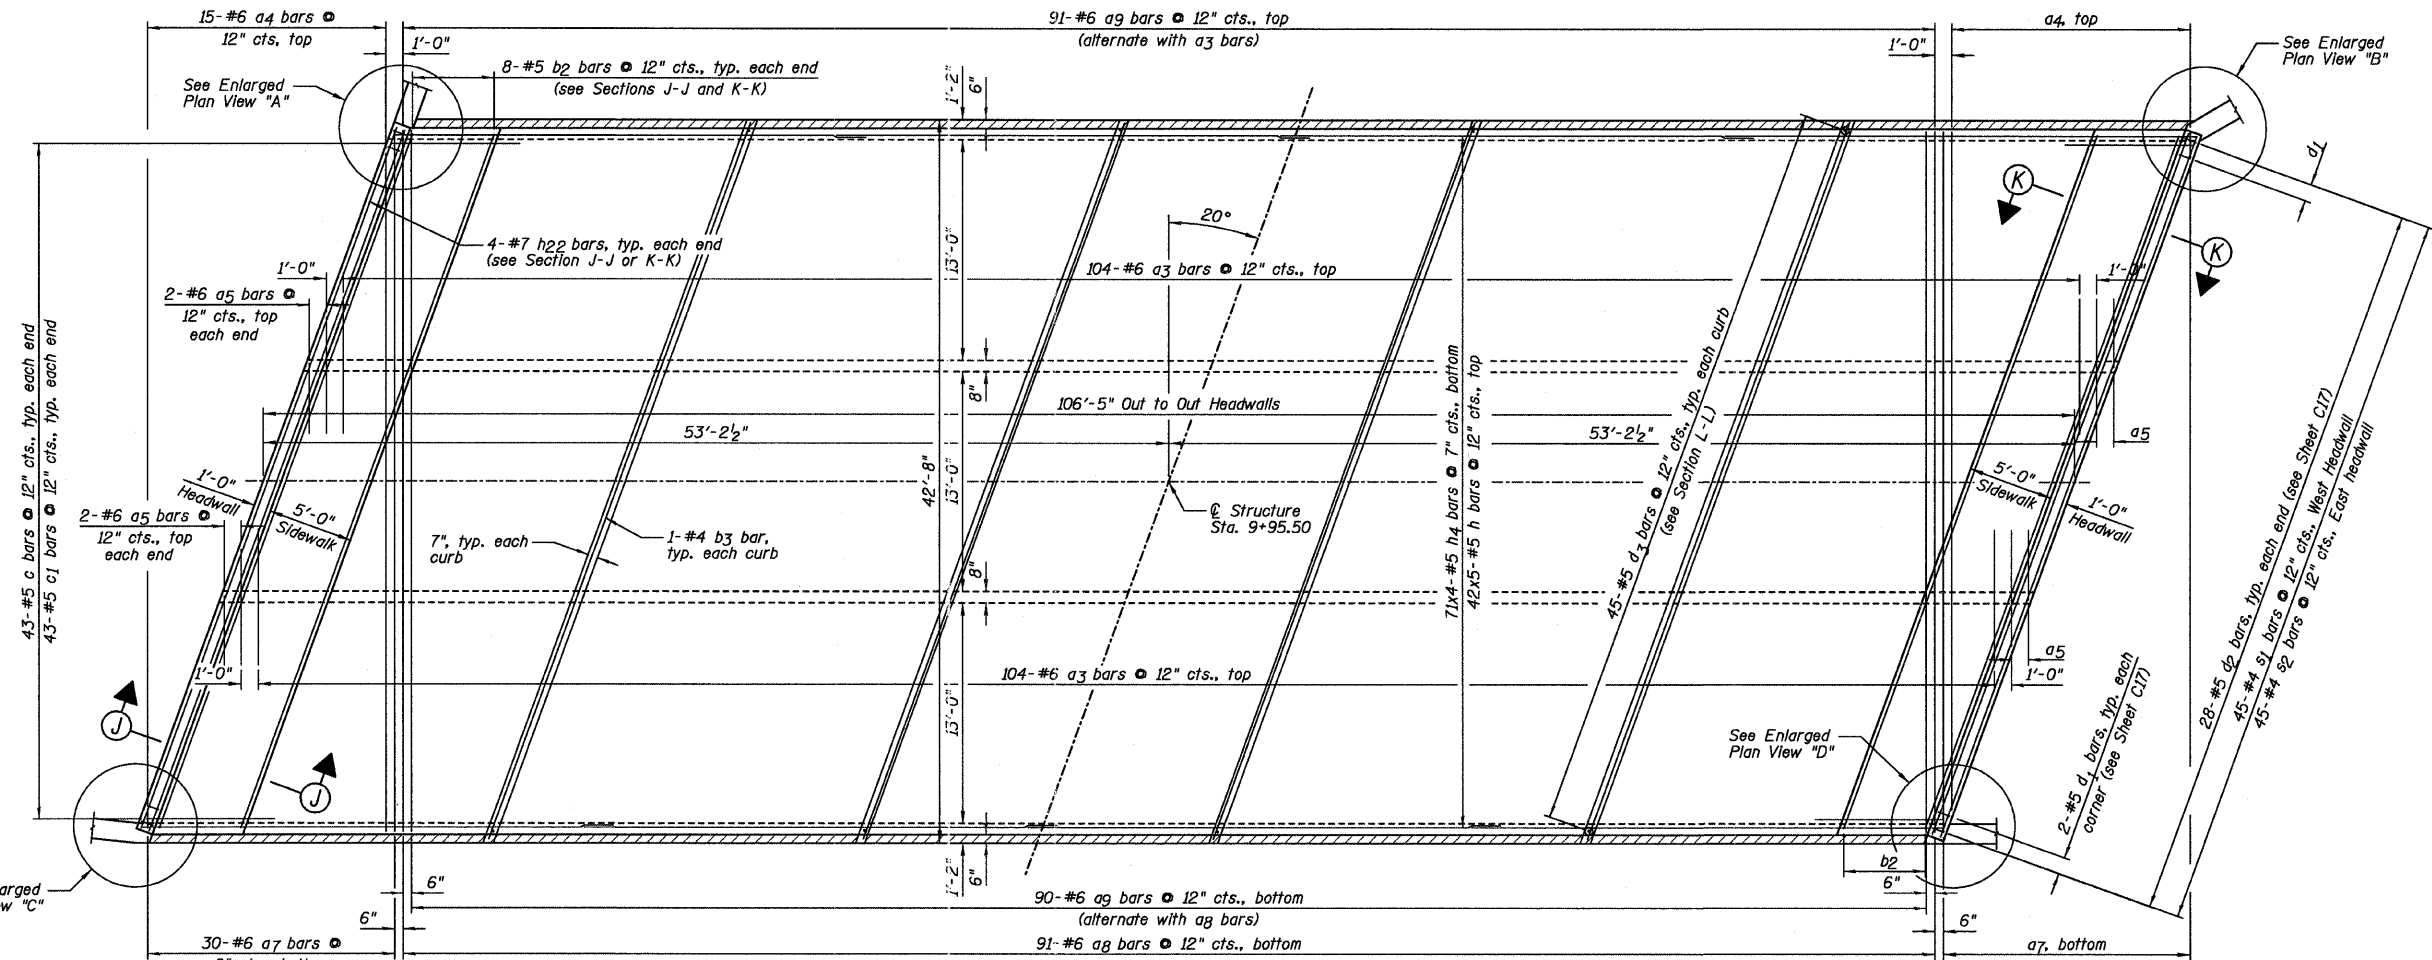 15-#6 a4 bars @
12" cts, top
1'-0"
91-#6 a9 bars @ 12" cts., top
(alternate with a3 bars)
1'-0"
a4, top
See Enlarged
Plan View "B"
See Enlarged
Plan View "A"
8-#5 b2 bars @ 12" cts., typ. each end
(see Sections J-J and K-K)
1'-2"
6"
d1
K
K
20°
4-#7 h22 bars, typ. each end
(see Section J-J or K-K)
13'-0"
1'-0"
104-#6 a3 bars @ 12" cts., top
1'-0"
2-#6 a5 bars @
12" cts., top
each end
43-#5 c bars @ 12" cts., typ. each end
43-#5 c1 bars @ 12" cts., typ. each end
8"
106'-5" Out to Out Headwalls
53'-2½"
53'-2½"
a5
42'-8"
13'-0"
71x4-#5 h4 bars @ 7" cts., bottom
42x5-#5 h bars @ 12" cts., top
45-#5 d3 bars @ 12" cts., typ. each curb
(see Section L-L)
1'-0"
Headwall
5'-0"
Sidewalk
5'-0"
Sidewalk
1'-0"
Headwall
2-#6 a5 bars @
12" cts., top
each end
℄ Structure
Sta. 9+95.50
7", typ. each
curb
1-#4 b3 bar,
typ. each curb
8"
28-#5 d2 bars, typ. each end (see Sheet C17)
45-#4 s1 bars @ 12" cts., West Headwall
45-#4 s2 bars @ 12" cts., East headwall
1'-0"
104-#6 a3 bars @ 12" cts., top
a5
1'-0"
13'-0"
2-#5 d1 bars, typ. each
corner (see Sheet C17)
J
J
See Enlarged
Plan View "D"
1'-2"
6"
b2
6"
6"
90-#6 a9 bars @ 12" cts., bottom
(alternate with a8 bars)
6"
6"
30-#6 a7 bars @
91-#6 a8 bars @ 12" cts., bottom
a7, bottom
"C"